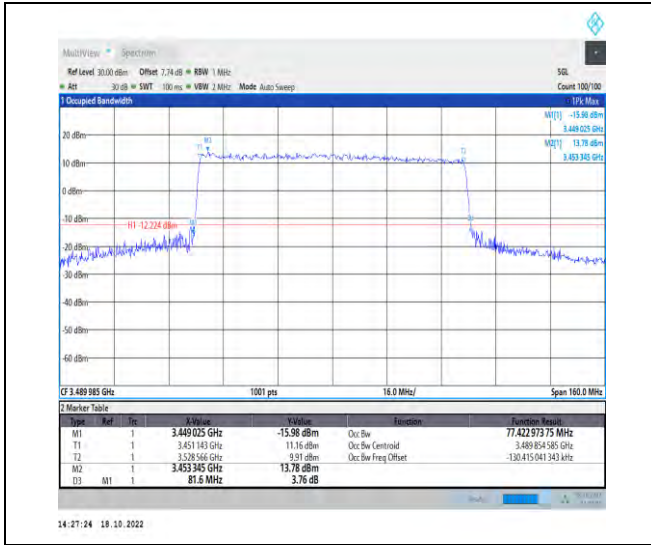 MultiView Spectrum
Ref Level 30.00 dBm Offset 7.74 dB RBW 1 MHz SGL
Att 30 dB SWT 100 ms VBW 2 MHz Mode Auto Sweep Count 100/100
1 Occupied Bandwidth 1Pk Max
M1[1] -15.98 dBm
3.449 025 GHz
M2[1] 13.78 dBm
3.453 345 GHz
20 dBm
10 dBm
0 dBm
-10 dBm
H1 -12.224 dBm
-20 dBm
-30 dBm
-40 dBm
-50 dBm
-60 dBm
T1
M2
T2
CF 3.489 985 GHz 1001 pts 16.0 MHz/ Span 160.0 MHz
2 Marker Table
Type Ref Trc X-Value Y-Value Function Function Result
M1 1 3.449 025 GHz -15.98 dBm Occ Bw 77.422 973 75 MHz
T1 1 3.451 143 GHz 11.16 dBm Occ Bw Centroid 3.489 854 585 GHz
T2 1 3.528 566 GHz 9.91 dBm Occ Bw Freq Offset -130.415 041 343 kHz
M2 1 3.453 345 GHz 13.78 dBm
D3 M1 1 81.6 MHz 3.76 dB
14:27:24 18.10.2022